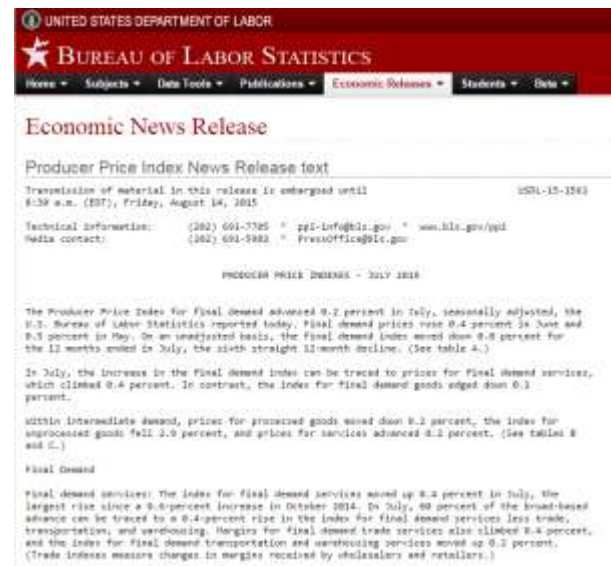 UNITED STATES DEPARTMENT OF LABOR
BUREAU OF LABOR STATISTICS
Home Subjects Data Tools Publications Economic Releases Students Beta
Economic News Release
Producer Price Index News Release text
Transmission of material in this release is embargoed until USDL-15-1561
8:30 a.m. (EDT), Friday, August 14, 2015
Technical information: (202) 691-7705 * ppi-info@bls.gov * www.bls.gov/ppi
Media contact: (202) 691-5902 * PressOffice@bls.gov
PRODUCER PRICE INDEXES - JULY 2015
The Producer Price Index for final demand advanced 0.2 percent in July, seasonally adjusted, the
U.S. Bureau of Labor Statistics reported today. Final demand prices rose 0.4 percent in June and
0.5 percent in May. On an unadjusted basis, the final demand index moved down 0.8 percent for
the 12 months ended in July, the sixth straight 12-month decline. (See table A.)
In July, the increase in the final demand index can be traced to prices for final demand services,
which climbed 0.4 percent. In contrast, the index for final demand goods edged down 0.1
percent.
Within intermediate demand, prices for processed goods moved down 0.2 percent, the index for
unprocessed goods fell 2.9 percent, and prices for services advanced 0.2 percent. (See tables B
and C.)
Final Demand
Final demand services: The index for final demand services moved up 0.4 percent in July, the
largest rise since a 0.6-percent increase in October 2014. In July, 60 percent of the broad-based
advance can be traced to a 0.4-percent rise in the index for final demand services less trade,
transportation, and warehousing. Margins for final demand trade services also climbed 0.4 percent,
and the index for final demand transportation and warehousing services moved up 0.2 percent.
(Trade indexes measure changes in margins received by wholesalers and retailers.)